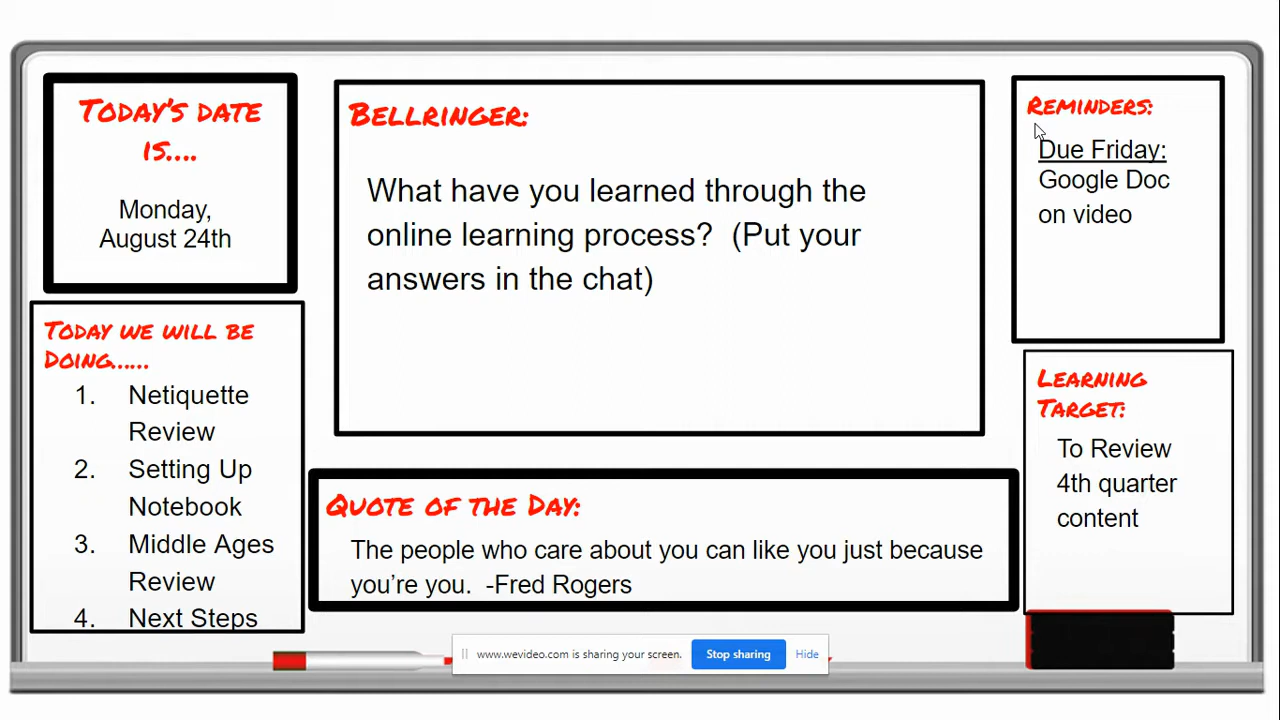 Today's date
is....
Monday,
August 24th
Today we will be
Doing......
1. Netiquette
Review
2. Setting Up
Notebook
3. Middle Ages
Review
4. Next Steps
Bellringer:
What have you learned through the
online learning process? (Put your
answers in the chat)
Quote of the Day:
The people who care about you can like you just because
you're you. -Fred Rogers
Reminders:
Due Friday:
Google Doc
on video
Learning
Target:
To Review
4th quarter
content
www.wevideo.com is sharing your screen. Stop sharing Hide